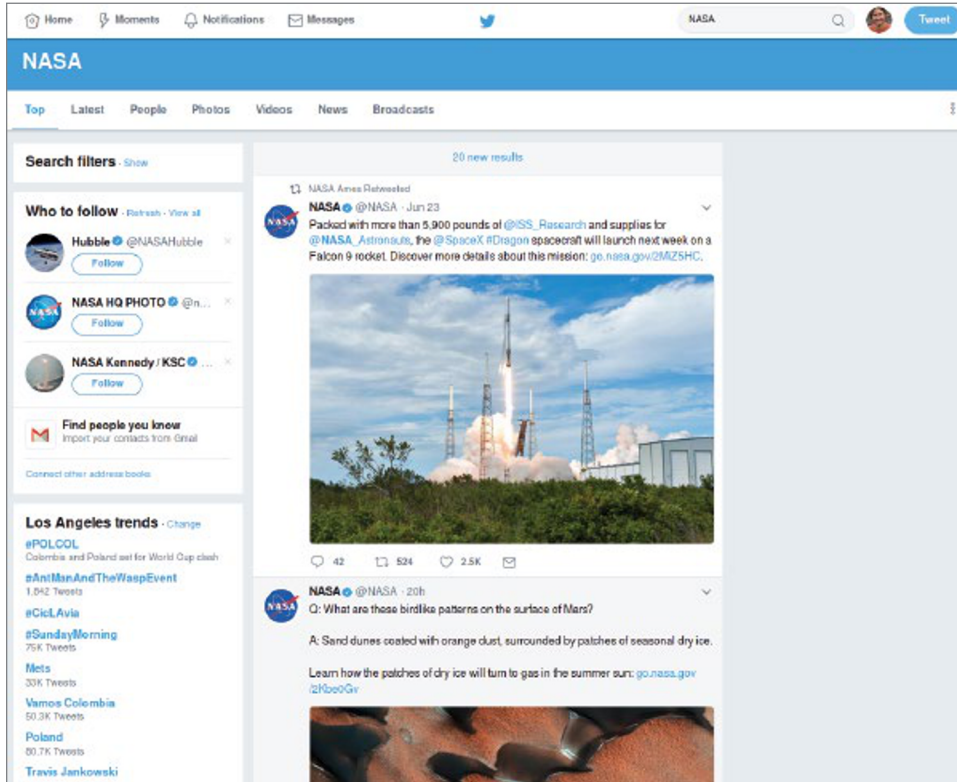 Home Moments Notifications Messages NASA Tweet
NASA
Top Latest People Photos Videos News Broadcasts
Search filters · Show
Who to follow · Refresh · View all
Hubble @NASAHubble
Follow
NASA HQ PHOTO @n...
Follow
NASA Kennedy / KSC ...
Follow
Find people you know
Import your contacts from Gmail
Connect other address books
Los Angeles trends · Change
#POLCOL
Colombia and Poland set for World Cup clash
#AntManAndTheWaspEvent
1,842 Tweets
#CicLAvia
#SundayMorning
75K Tweets
Mets
33K Tweets
Vamos Colombia
50.3K Tweets
Poland
80.7K Tweets
Travis Jankowski
20 new results
NASA Ames Retweeted
NASA @NASA · Jun 23
Packed with more than 5,900 pounds of @ISS_Research and supplies for
@NASA_Astronauts, the @SpaceX #Dragon spacecraft will launch next week on a
Falcon 9 rocket. Discover more details about this mission: go.nasa.gov/2MiZ5HC.
42 524 2.5K
NASA @NASA · 20h
Q: What are these birdlike patterns on the surface of Mars?
A: Sand dunes coated with orange dust, surrounded by patches of seasonal dry ice.
Learn how the patches of dry ice will turn to gas in the summer sun: go.nasa.gov
/2Kbe0Gv